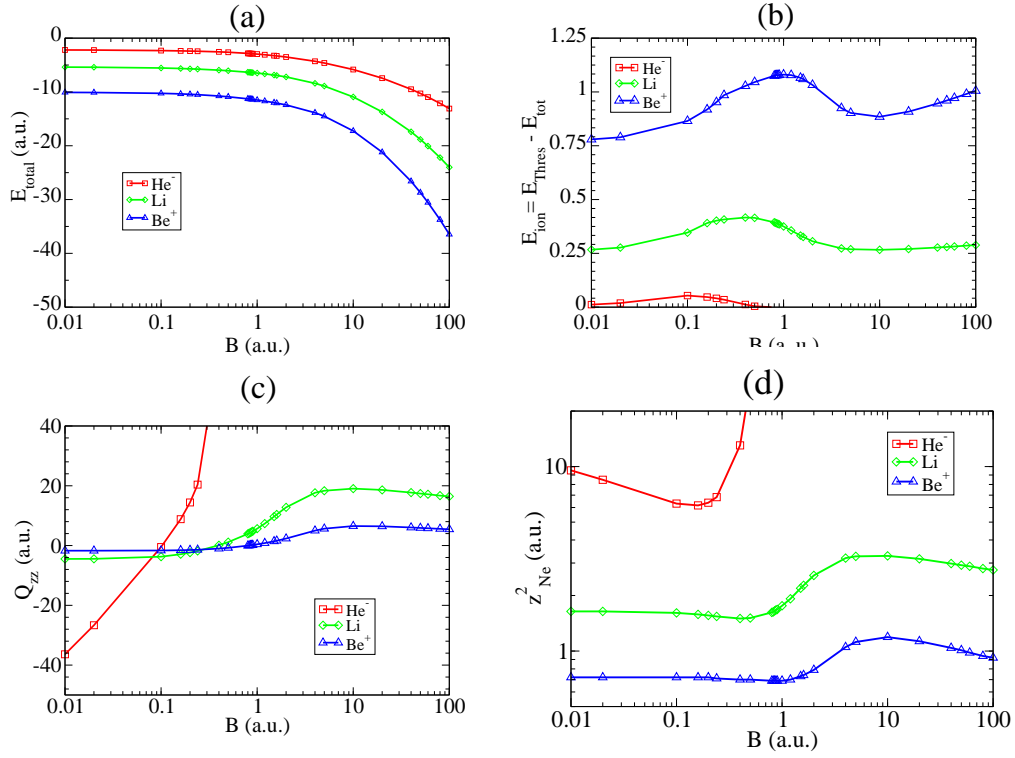 (a)
0
-10
-20
-30
-40
-50
E_total (a.u.)
He⁻
Li
Be⁺
0.01 0.1 1 10 100
B (a.u.)
(b)
1.25
1
0.75
0.5
0.25
0
E_ion = E_Thres - E_tot
He⁻
Li
Be⁺
0.01 0.1 1 10 100
B (a.u.)
(c)
40
20
0
-20
-40
Q_zz (a.u.)
He⁻
Li
Be⁺
0.01 0.1 1 10 100
B (a.u.)
(d)
10
1
z²_Ne (a.u.)
He⁻
Li
Be⁺
0.01 0.1 1 10 100
B (a.u.)